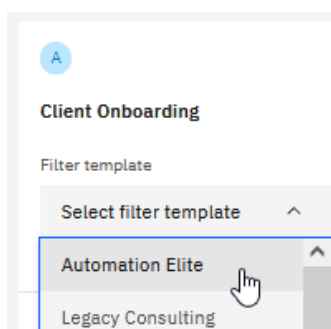 A
Client Onboarding
Filter template
Select filter template
Automation Elite
Legacy Consulting